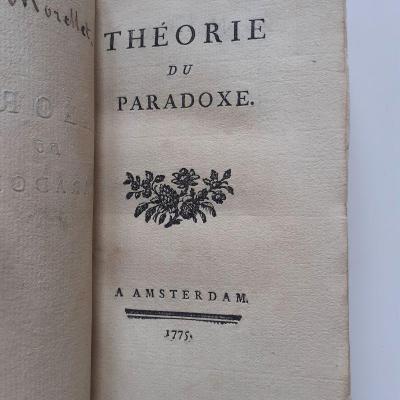 Morellet.
THÉORIE
DU
PARADOXE.
A AMSTERDAM.
1775.